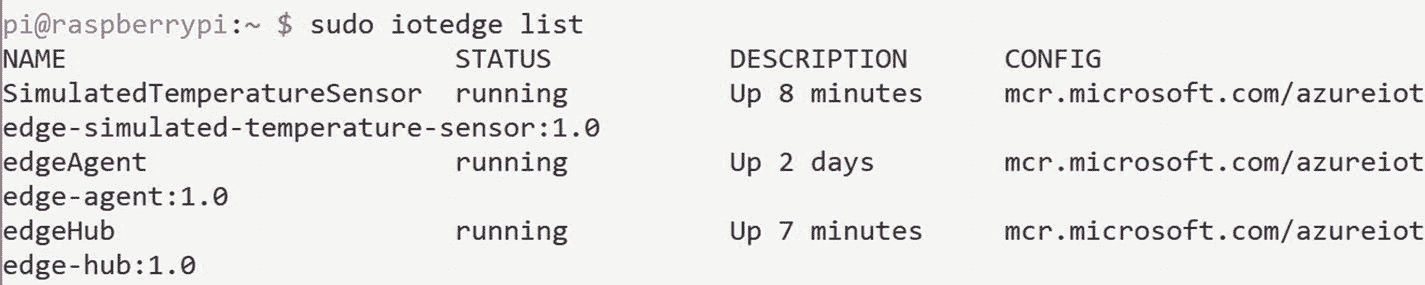 pi@raspberrypi:~ $ sudo iotedge list
NAME                        STATUS           DESCRIPTION      CONFIG
SimulatedTemperatureSensor  running          Up 8 minutes     mcr.microsoft.com/azureiot
edge-simulated-temperature-sensor:1.0
edgeAgent                   running          Up 2 days        mcr.microsoft.com/azureiot
edge-agent:1.0
edgeHub                     running          Up 7 minutes     mcr.microsoft.com/azureiot
edge-hub:1.0